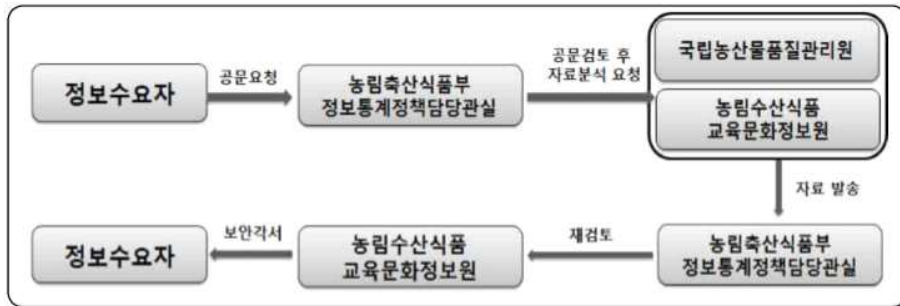 국립농산물품질관리원
공문검토 후
자료분석 요청
공문요청
정보수요자
농림축산식품부
정보통계정책담당관실
농림수산식품
교육문화정보원
자료 발송
보안각서
재검토
정보수요자
농림수산식품
교육문화정보원
농림축산식품부
정보통계정책담당관실